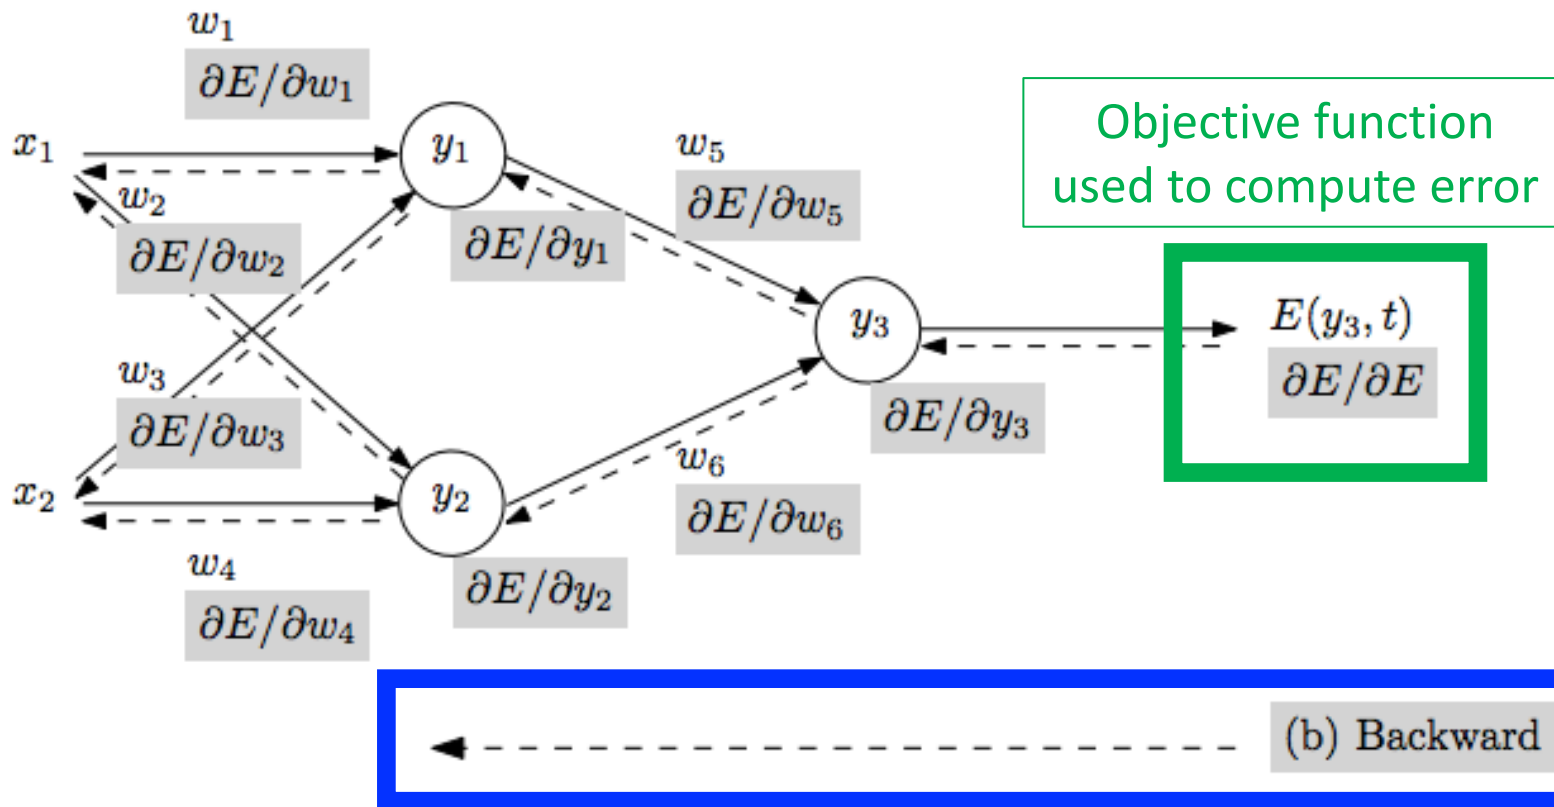 w₁
∂E/∂w₁
Objective function
used to compute error
x₁
y₁
w₅
w₂
∂E/∂w₅
∂E/∂w₂
∂E/∂y₁
y₃
E(y₃, t)
∂E/∂E
w₃
∂E/∂w₃
∂E/∂y₃
x₂
y₂
w₆
∂E/∂w₆
w₄
∂E/∂y₂
∂E/∂w₄
(b) Backward